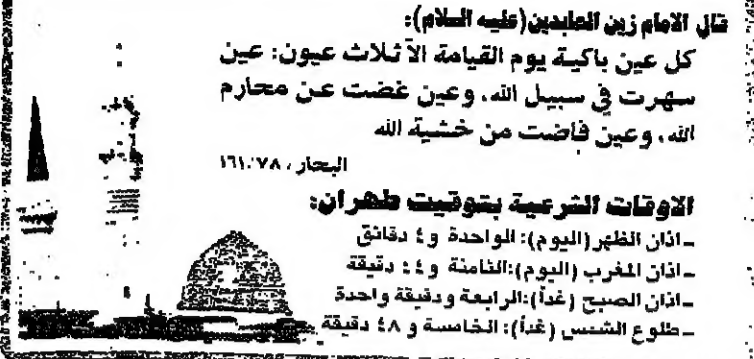 قال الامام زين العابدين (عليه السلام):
كل عين باكية يوم القيامة الا ثلاث عيون: عين
سهرت في سبيل الله، وعين غضت عن محارم
الله، وعين فاضت من خشية الله
البحار، ٧٨: ١٦١
الاوقات الشرعية بتوقيت طهران:
ـ اذان الظهر (اليوم): الواحدة و٤ دقائق
ـ اذان المغرب (اليوم): الثامنة و دقيقة
ـ اذان الصبح (غداً): الرابعة ودقيقة واحدة
ـ طلوع الشمس (غداً): الخامسة و ٤٨ دقيقة